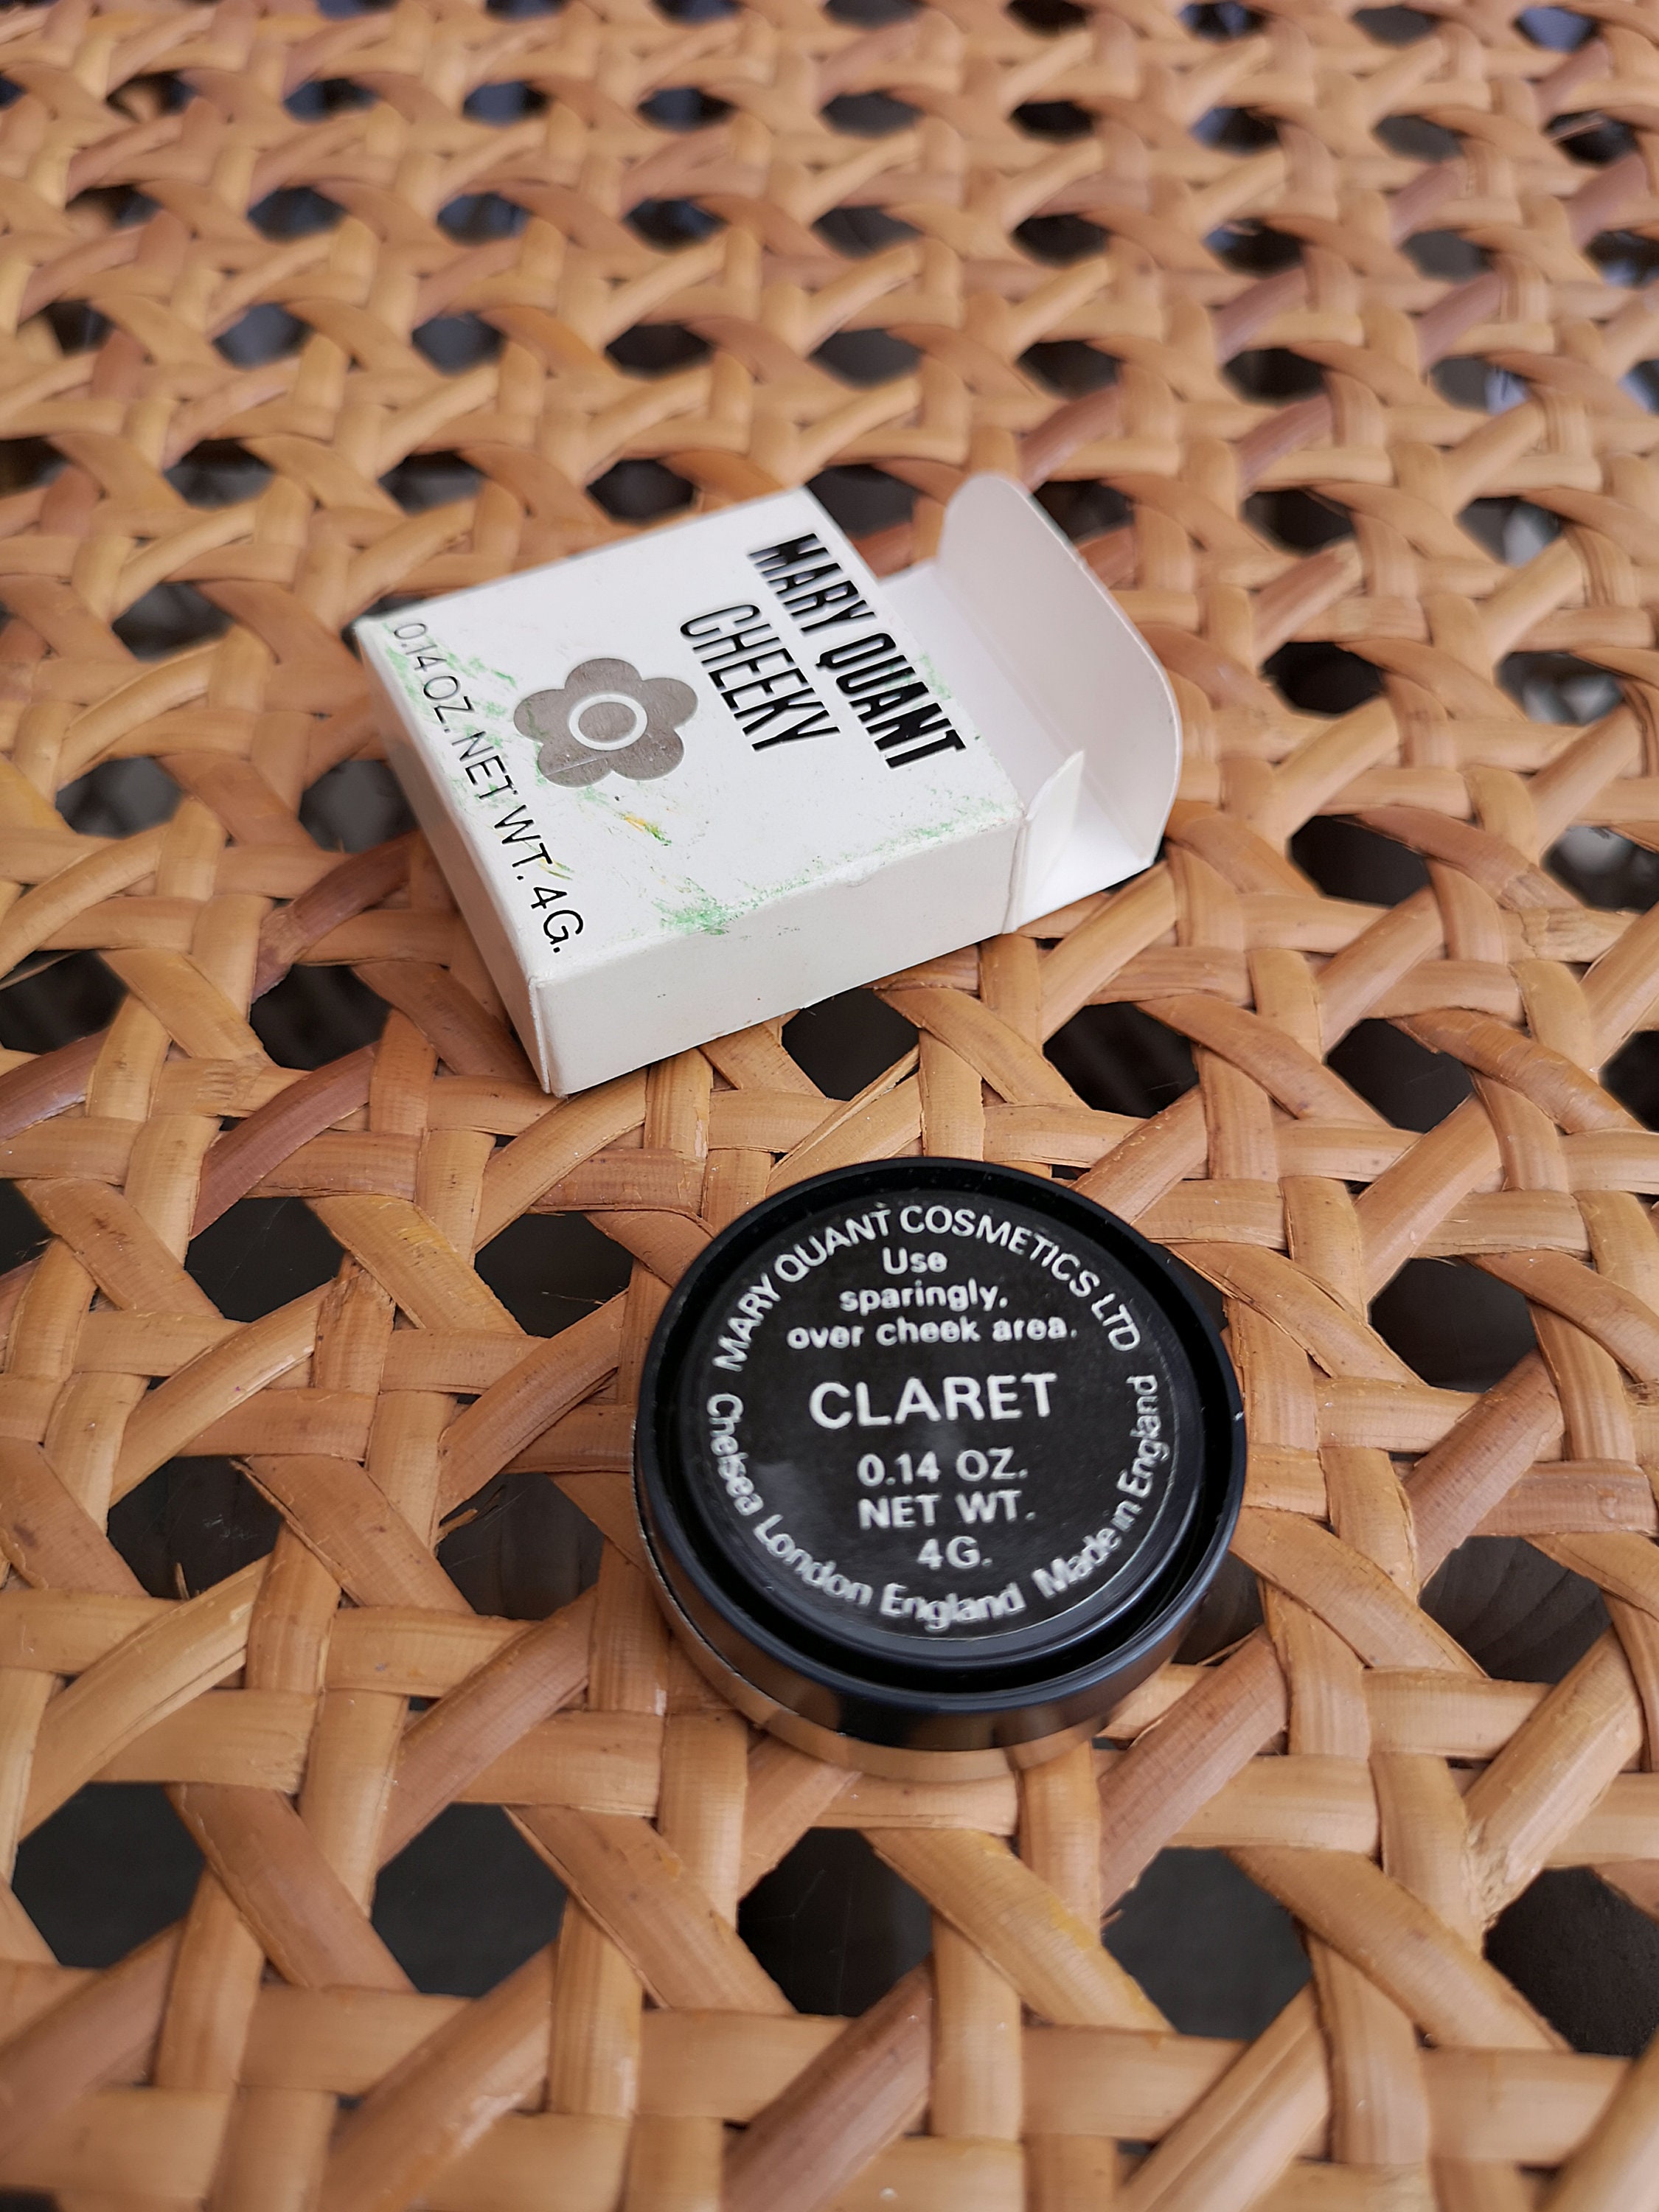 MARY QUANT
CHEEKY
0.14 OZ. NET WT. 4G.
MARY QUANT COSMETICS LTD
Use
sparingly,
over cheek area.
CLARET
0.14 OZ.
NET WT.
4G.
Chelsea London England Made in England